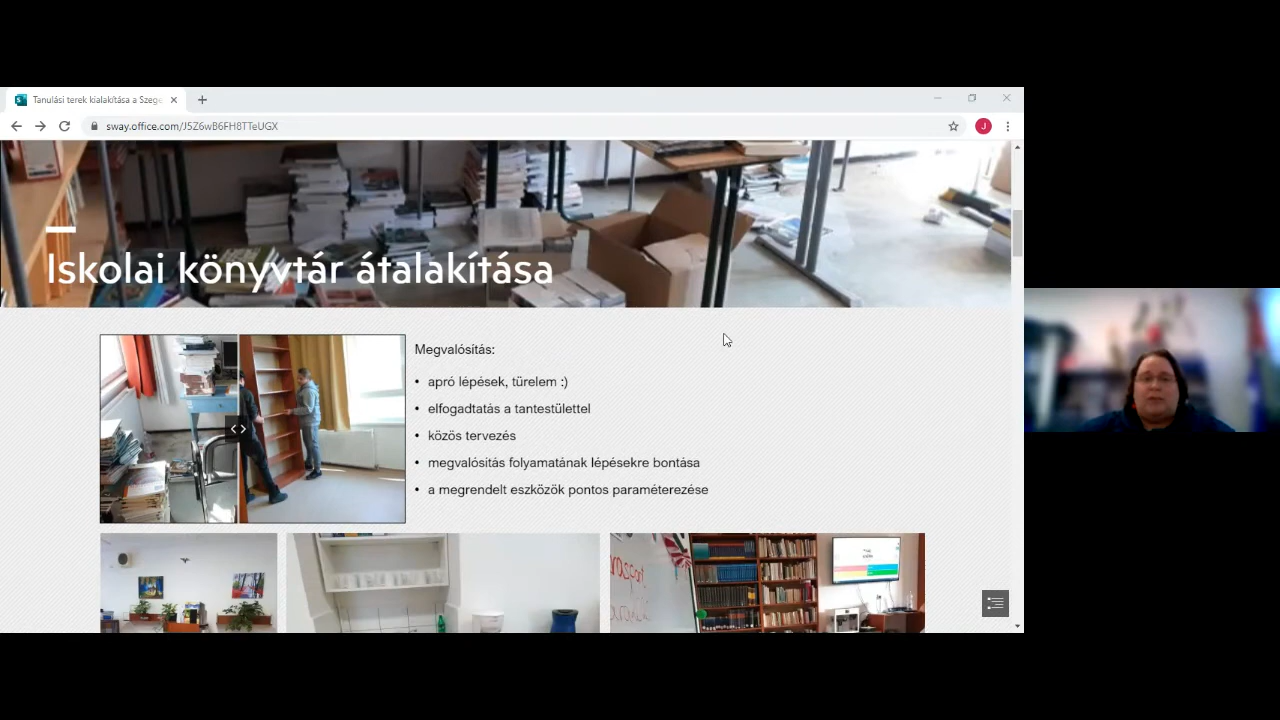 Tanulási terek kialakítása a Szege
sway.office.com/J5Z6wB6FH8TTeUGX
J
Iskolai könyvtár átalakítása
Megvalósítás:
• apró lépések, türelem :)
• elfogadtatás a tantestülettel
• közös tervezés
• megvalósítás folyamatának lépésekre bontása
• a megrendelt eszközök pontos paraméterezése